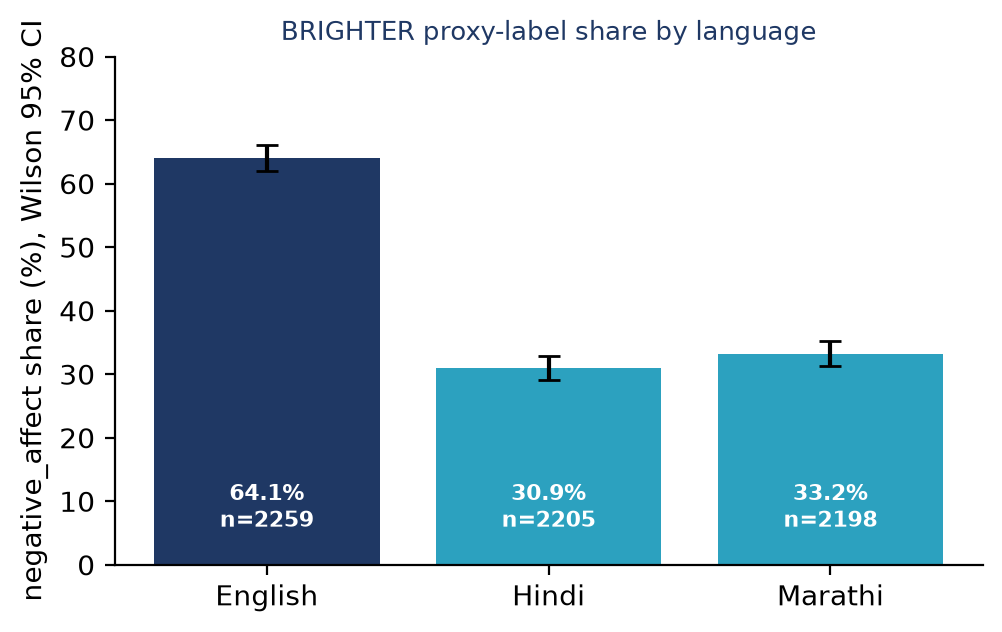 BRIGHTER proxy-label share by language
negative_affect share (%), Wilson 95% CI
80
70
60
50
40
30
20
10
0
64.1%
n=2259
30.9%
n=2205
33.2%
n=2198
English
Hindi
Marathi